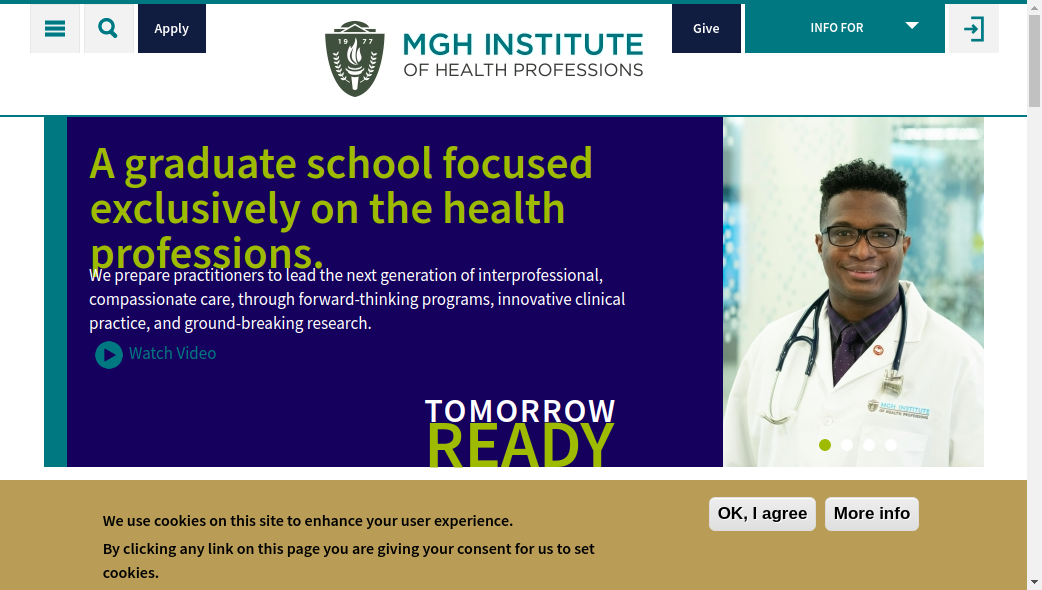 Apply
19 77
MGH INSTITUTE
OF HEALTH PROFESSIONS
Give
INFO FOR
A graduate school focused
exclusively on the health
professions.
We prepare practitioners to lead the next generation of interprofessional,
compassionate care, through forward-thinking programs, innovative clinical
practice, and ground-breaking research.
Watch Video
TOMORROW
READY
MGH INSTITUTE
OF HEALTH PROFESSIONS
We use cookies on this site to enhance your user experience.
By clicking any link on this page you are giving your consent for us to set
cookies.
OK, I agree
More info